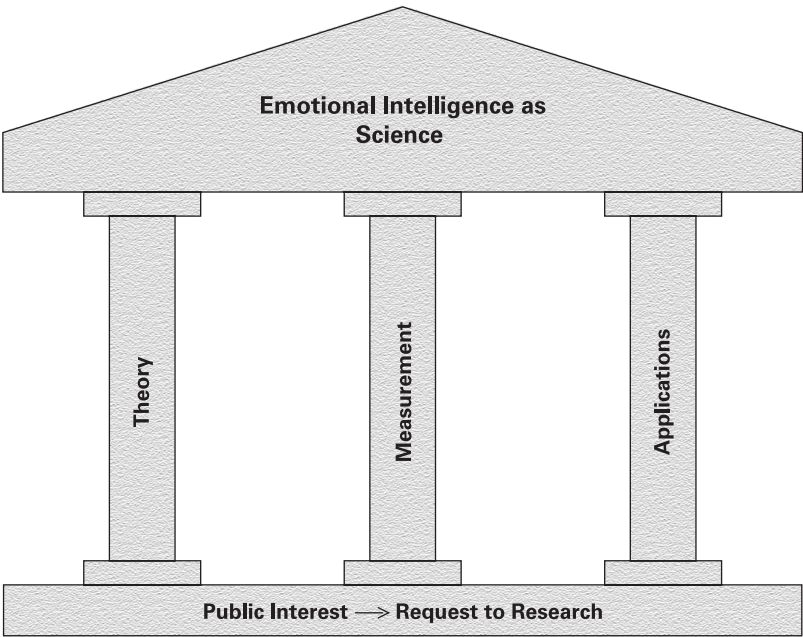 Emotional Intelligence as
Science
Theory
Measurement
Applications
Public Interest → Request to Research